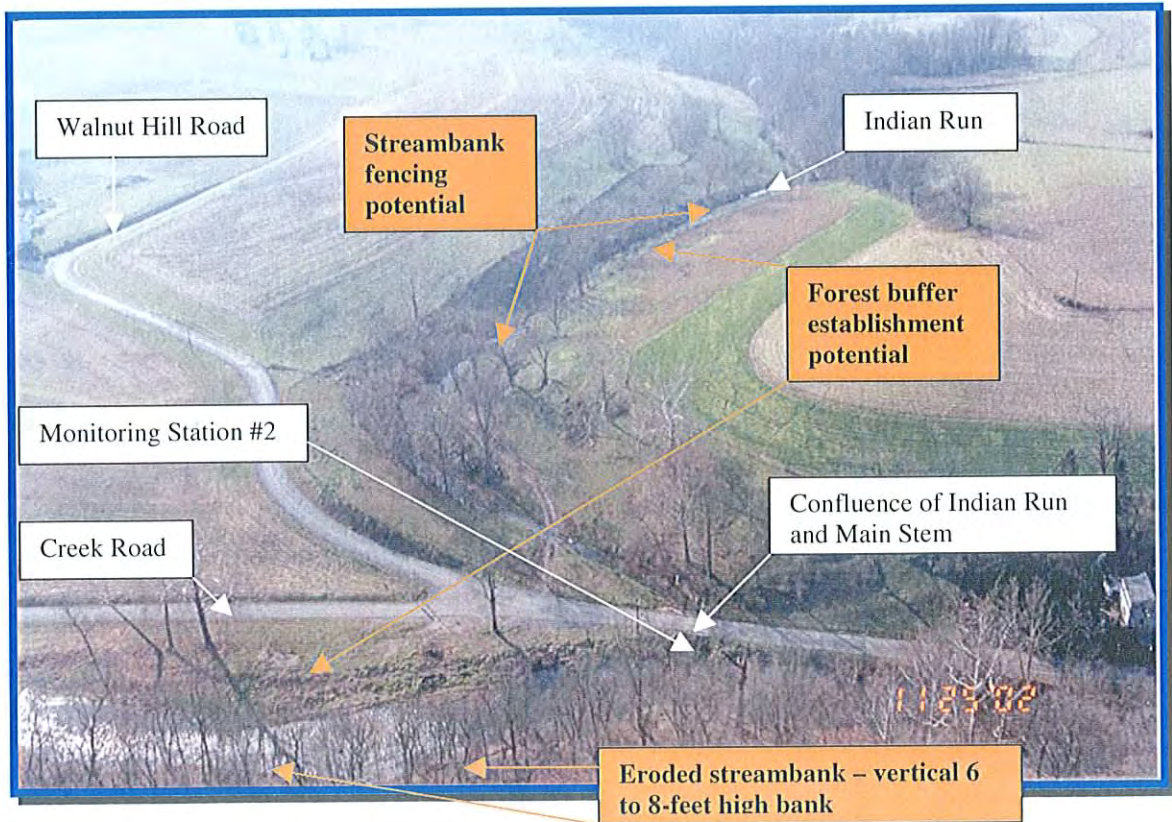 Walnut Hill Road
Streambank
fencing
potential
Indian Run
Forest buffer
establishment
potential
Monitoring Station #2
Confluence of Indian Run
and Main Stem
Creek Road
11 25 '02
Eroded streambank – vertical 6
to 8-feet high bank